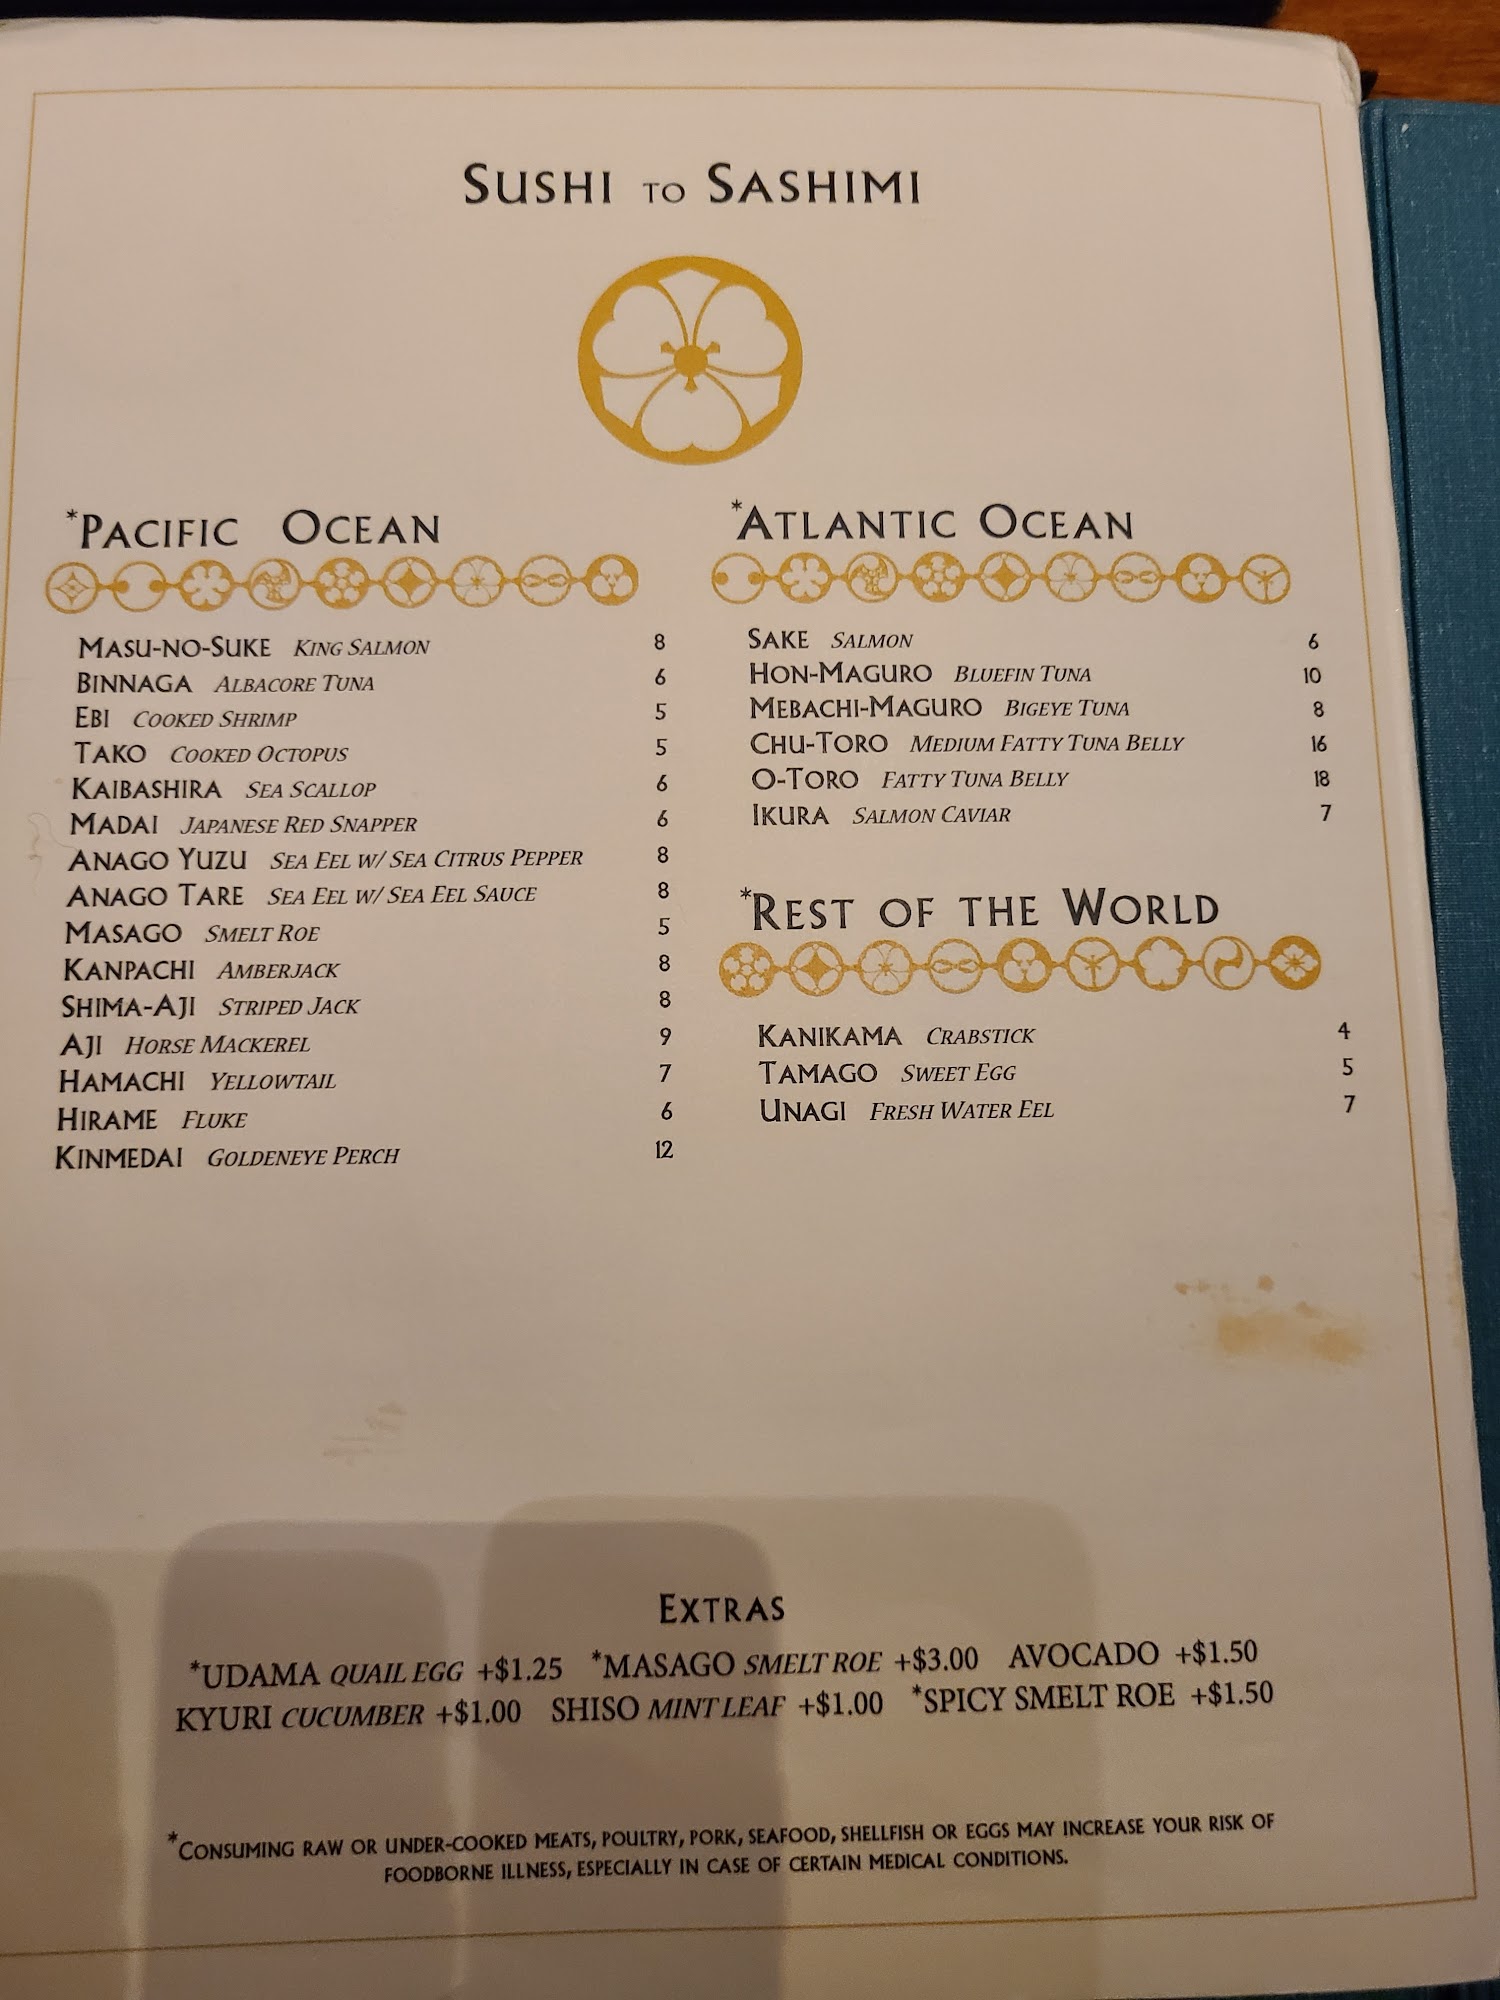 SUSHI TO SASHIMI
*PACIFIC OCEAN
MASU-NO-SUKE KING SALMON 8
BINNAGA ALBACORE TUNA 6
EBI COOKED SHRIMP 5
TAKO COOKED OCTOPUS 5
KAIBASHIRA SEA SCALLOP 6
MADAI JAPANESE RED SNAPPER 6
ANAGO YUZU SEA EEL W/ SEA CITRUS PEPPER 8
ANAGO TARE SEA EEL W/ SEA EEL SAUCE 8
MASAGO SMELT ROE 5
KANPACHI AMBERJACK 8
SHIMA-AJI STRIPED JACK 8
AJI HORSE MACKEREL 9
HAMACHI YELLOWTAIL 7
HIRAME FLUKE 6
KINMEDAI GOLDENEYE PERCH 12
*ATLANTIC OCEAN
SAKE SALMON 6
HON-MAGURO BLUEFIN TUNA 10
MEBACHI-MAGURO BIGEYE TUNA 8
CHU-TORO MEDIUM FATTY TUNA BELLY 16
O-TORO FATTY TUNA BELLY 18
IKURA SALMON CAVIAR 7
*REST OF THE WORLD
KANIKAMA CRABSTICK 4
TAMAGO SWEET EGG 5
UNAGI FRESH WATER EEL 7
EXTRAS
*UDAMA QUAIL EGG +$1.25 *MASAGO SMELT ROE +$3.00 AVOCADO +$1.50
KYURI CUCUMBER +$1.00 SHISO MINT LEAF +$1.00 *SPICY SMELT ROE +$1.50
*CONSUMING RAW OR UNDER-COOKED MEATS, POULTRY, PORK, SEAFOOD, SHELLFISH OR EGGS MAY INCREASE YOUR RISK OF
FOODBORNE ILLNESS, ESPECIALLY IN CASE OF CERTAIN MEDICAL CONDITIONS.